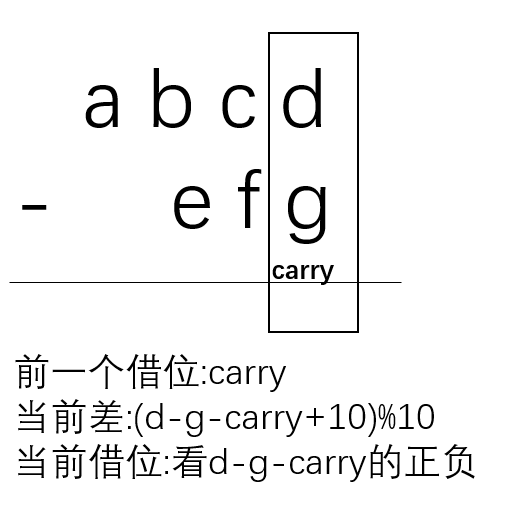 a b c d
- e f g
carry
前一个借位:carry
当前差:(d-g-carry+10)%10
当前借位:看d-g-carry的正负